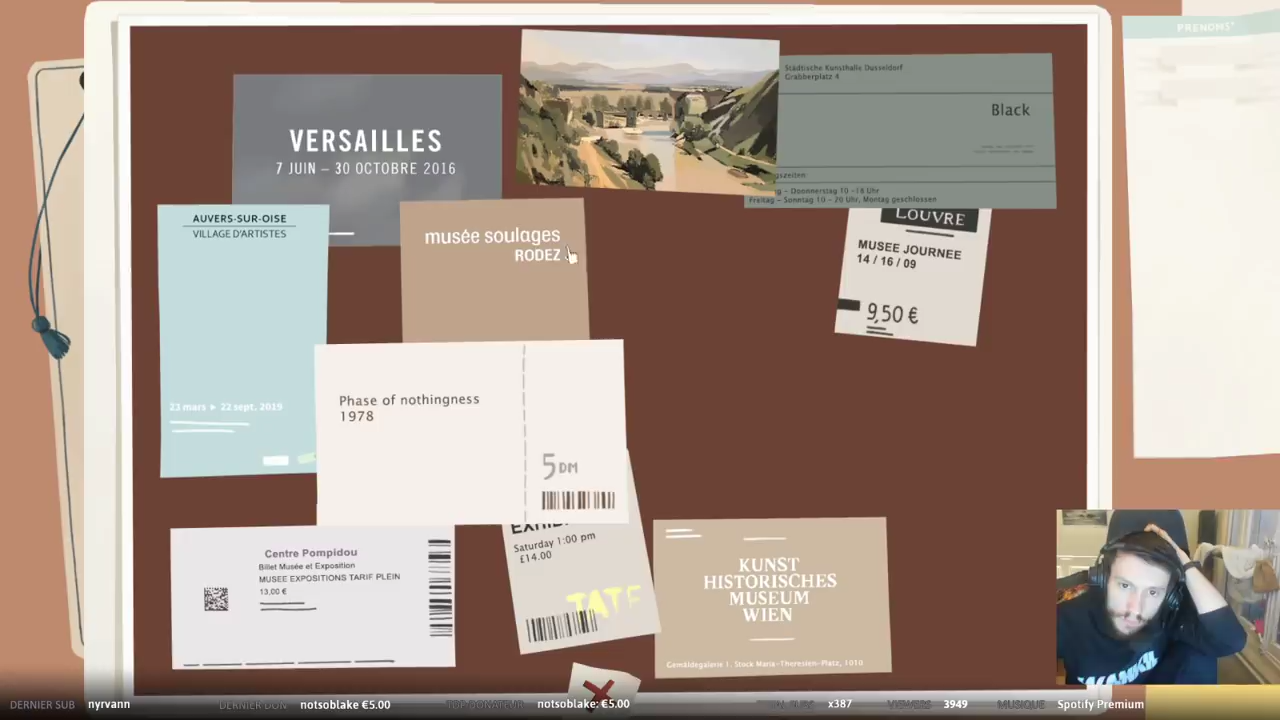 PRENOMS*
Städtische Kunsthalle Düsseldorf
Grabberplatz 4
Black
gszeiten:
g – Doonnerstag 10 –18 Uhr
Freitag – Sonntag 10 – 20 Uhr, Montag geschlossen
VERSAILLES
7 JUIN – 30 OCTOBRE 2016
AUVERS-SUR-OISE
VILLAGE D'ARTISTES
23 mars ▸ 22 sept. 2019
musée soulages
RODEZ
LOUVRE
MUSEE JOURNEE
14 / 16 / 09
9,50 €
Phase of nothingness
1978
5 DM
Centre Pompidou
Billet Musée et Exposition
MUSEE EXPOSITIONS TARIF PLEIN
13,00 €
Saturday 1:00 pm
£14.00
TATE
KUNST
HISTORISCHES
MUSEUM
WIEN
Gemäldegalerie 1. Stock Maria-Theresien-Platz, 1010
DERNIER SUB nyrvann DERNIER DON notsoblake €5.00 notsoblake: €5.00 x387 VIEWERS 3949 MUSIQUE Spotify Premium